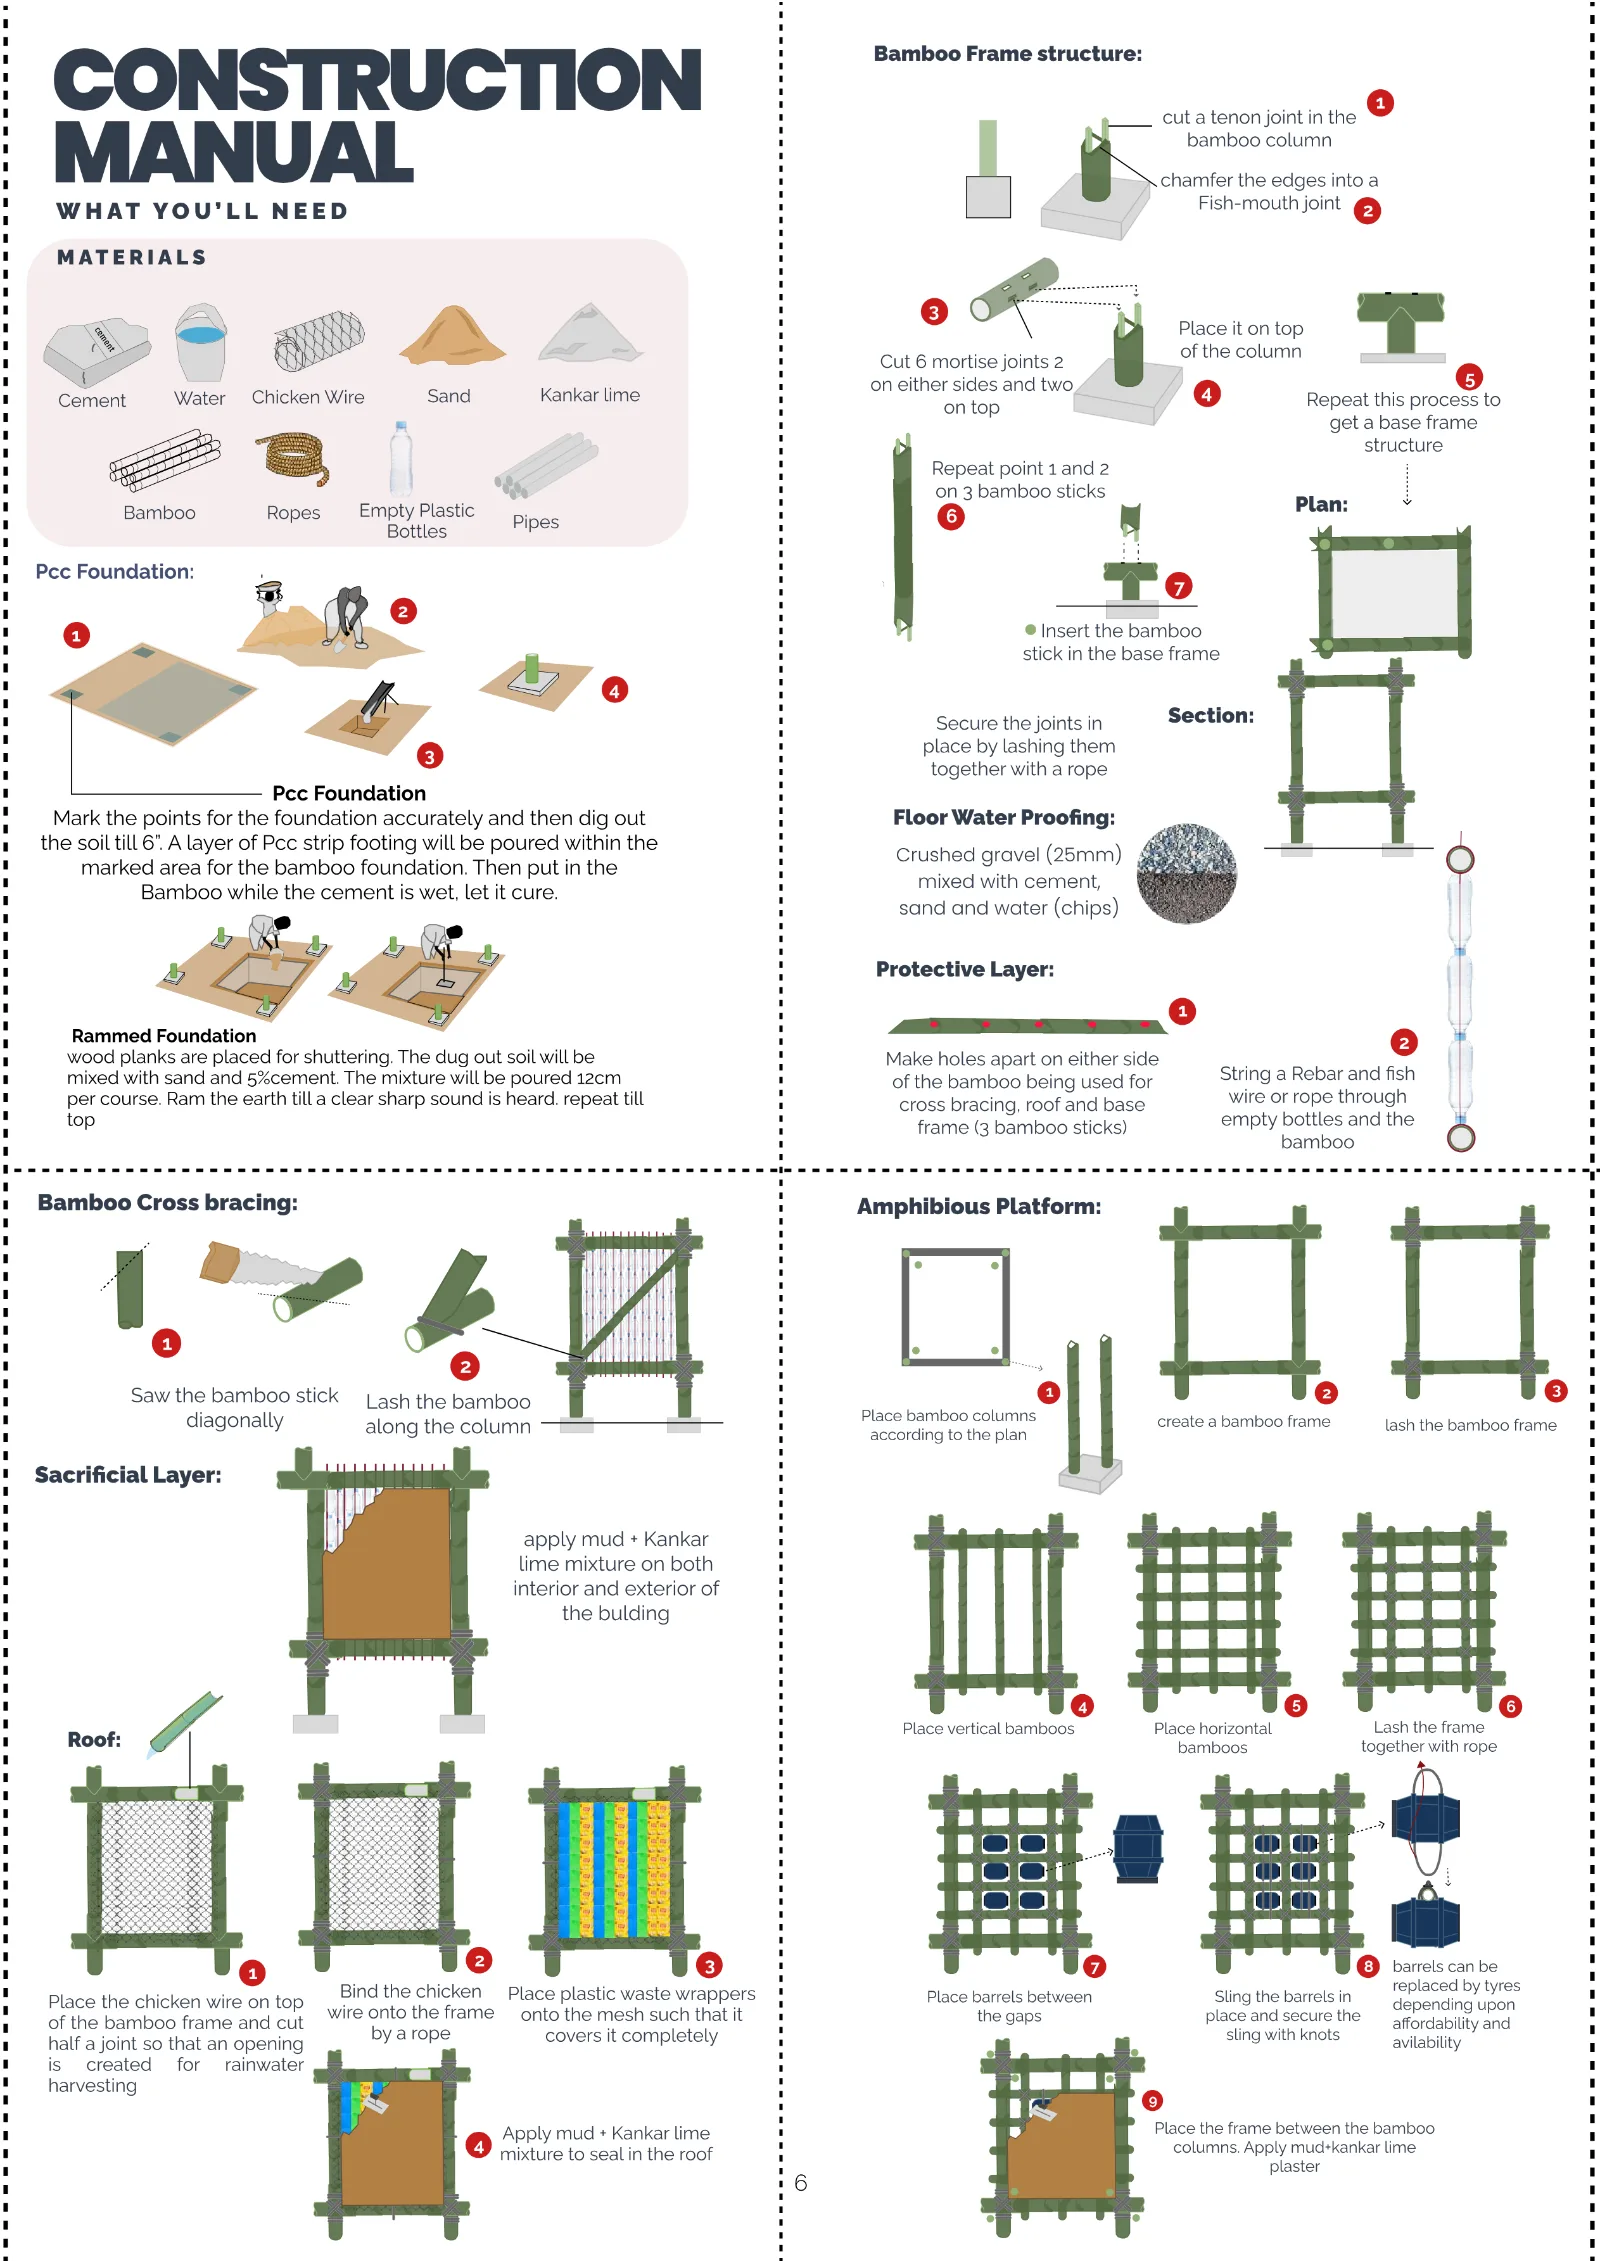 CONSTRUCTION
MANUAL
WHAT YOU'LL NEED
MATERIALS
cement
Cement
Water
Chicken Wire
Sand
Kankar lime
Bamboo
Ropes
Empty Plastic
Bottles
Pipes
Pcc Foundation:
1
2
3
4
Pcc Foundation
Mark the points for the foundation accurately and then dig out
the soil till 6". A layer of Pcc strip footing will be poured within the
marked area for the bamboo foundation. Then put in the
Bamboo while the cement is wet, let it cure.
Rammed Foundation
wood planks are placed for shuttering. The dug out soil will be
mixed with sand and 5%cement. The mixture will be poured 12cm
per course. Ram the earth till a clear sharp sound is heard. repeat till
top
Bamboo Frame structure:
1
cut a tenon joint in the
bamboo column
chamfer the edges into a
Fish-mouth joint
2
3
Cut 6 mortise joints 2
on either sides and two
on top
Place it on top
of the column
4
5
Repeat this process to
get a base frame
structure
Repeat point 1 and 2
on 3 bamboo sticks
6
7
Insert the bamboo
stick in the base frame
Plan:
Secure the joints in
place by lashing them
together with a rope
Section:
Floor Water Proofing:
Crushed gravel (25mm)
mixed with cement,
sand and water (chips)
Protective Layer:
1
Make holes apart on either side
of the bamboo being used for
cross bracing, roof and base
frame (3 bamboo sticks)
2
String a Rebar and fish
wire or rope through
empty bottles and the
bamboo
Bamboo Cross bracing:
1
Saw the bamboo stick
diagonally
2
Lash the bamboo
along the column
Sacrificial Layer:
apply mud + Kankar
lime mixture on both
interior and exterior of
the bulding
Roof:
1
Place the chicken wire on top
of the bamboo frame and cut
half a joint so that an opening
is created for rainwater
harvesting
2
Bind the chicken
wire onto the frame
by a rope
3
Place plastic waste wrappers
onto the mesh such that it
covers it completely
4
Apply mud + Kankar lime
mixture to seal in the roof
Amphibious Platform:
1
Place bamboo columns
according to the plan
2
create a bamboo frame
3
lash the bamboo frame
4
Place vertical bamboos
5
Place horizontal
bamboos
6
Lash the frame
together with rope
7
Place barrels between
the gaps
8
Sling the barrels in
place and secure the
sling with knots
barrels can be
replaced by tyres
depending upon
affordability and
avilability
9
Place the frame between the bamboo
columns. Apply mud+kankar lime
plaster
6